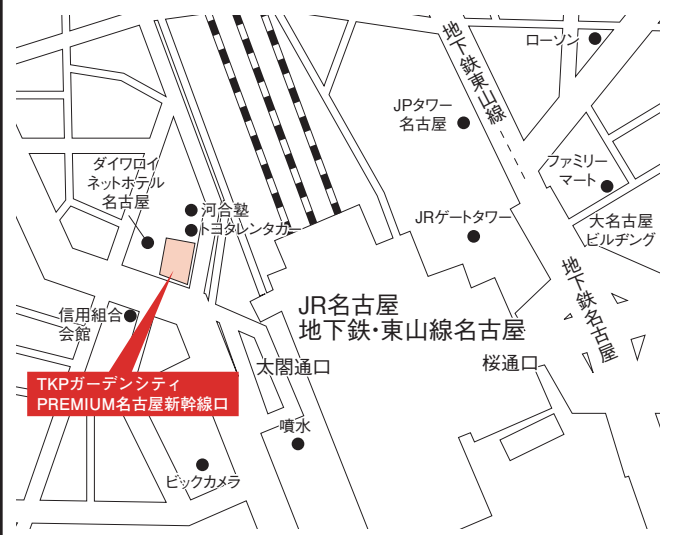 地下鉄東山線
ローソン
JPタワー
名古屋
ダイワロイ
ネットホテル
名古屋
ファミリー
マート
河合塾
トヨタレンタカー
JRゲートタワー
大名古屋
ビルヂング
地下鉄名古屋
信用組合
会館
JR名古屋
地下鉄・東山線名古屋
太閤通口
桜通口
TKPガーデンシティ
PREMIUM名古屋新幹線口
噴水
ビックカメラ